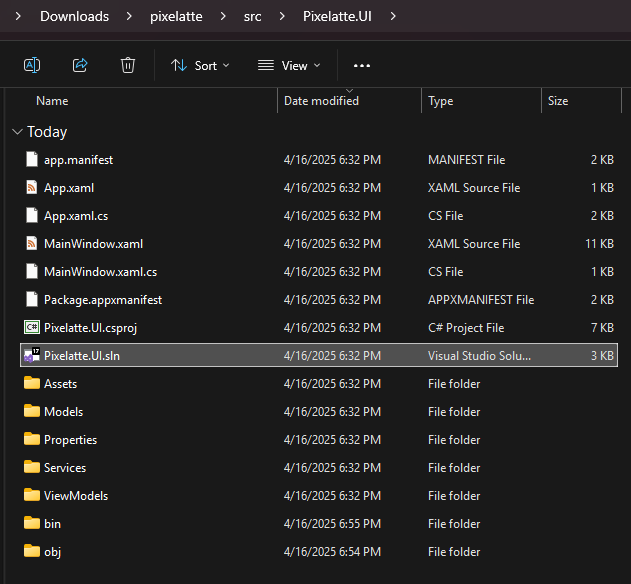 Downloads pixelatte src Pixelatte.UI
Sort View
Name Date modified Type Size
Today
app.manifest 4/16/2025 6:32 PM MANIFEST File 2 KB
App.xaml 4/16/2025 6:32 PM XAML Source File 1 KB
App.xaml.cs 4/16/2025 6:32 PM CS File 2 KB
MainWindow.xaml 4/16/2025 6:32 PM XAML Source File 11 KB
MainWindow.xaml.cs 4/16/2025 6:32 PM CS File 1 KB
Package.appxmanifest 4/16/2025 6:32 PM APPXMANIFEST File 2 KB
Pixelatte.UI.csproj 4/16/2025 6:32 PM C# Project File 7 KB
Pixelatte.UI.sln 4/16/2025 6:32 PM Visual Studio Solu... 3 KB
Assets 4/16/2025 6:32 PM File folder
Models 4/16/2025 6:32 PM File folder
Properties 4/16/2025 6:32 PM File folder
Services 4/16/2025 6:32 PM File folder
ViewModels 4/16/2025 6:32 PM File folder
bin 4/16/2025 6:55 PM File folder
obj 4/16/2025 6:54 PM File folder